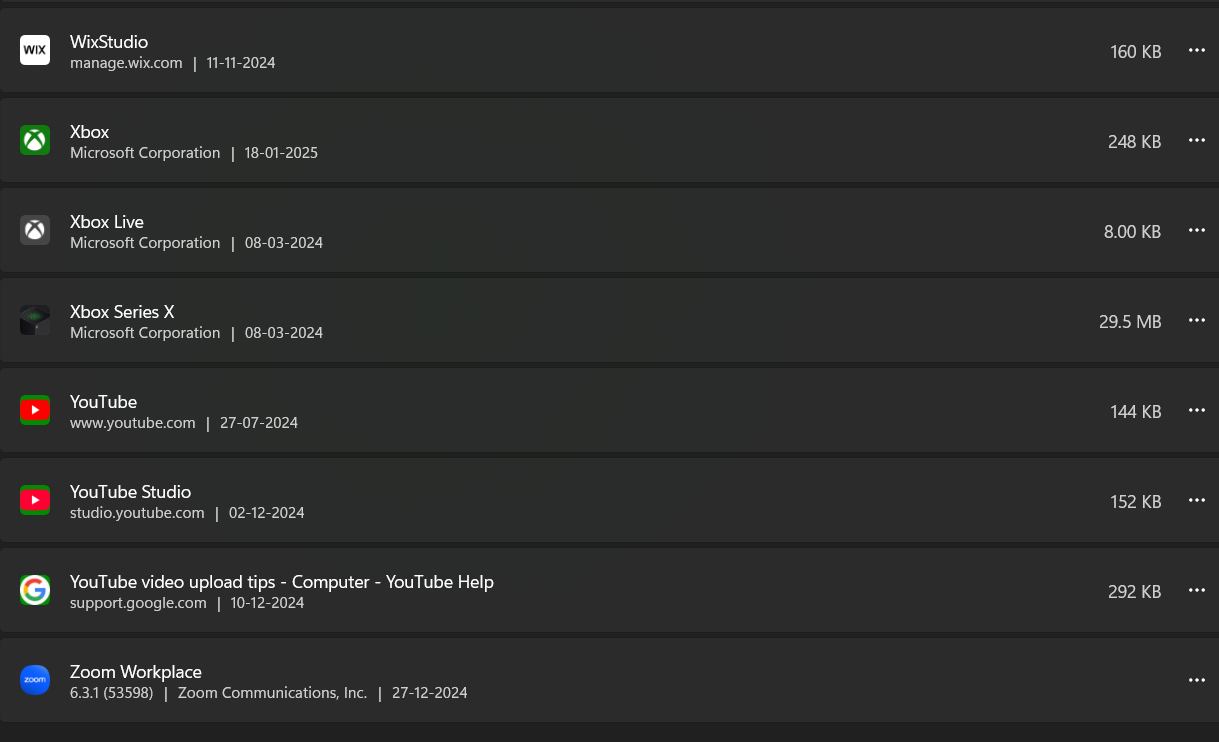 WIX
WixStudio
manage.wix.com | 11-11-2024
160 KB
Xbox
Microsoft Corporation | 18-01-2025
248 KB
Xbox Live
Microsoft Corporation | 08-03-2024
8.00 KB
Xbox Series X
Microsoft Corporation | 08-03-2024
29.5 MB
YouTube
www.youtube.com | 27-07-2024
144 KB
YouTube Studio
studio.youtube.com | 02-12-2024
152 KB
YouTube video upload tips - Computer - YouTube Help
support.google.com | 10-12-2024
292 KB
zoom
Zoom Workplace
6.3.1 (53598) | Zoom Communications, Inc. | 27-12-2024